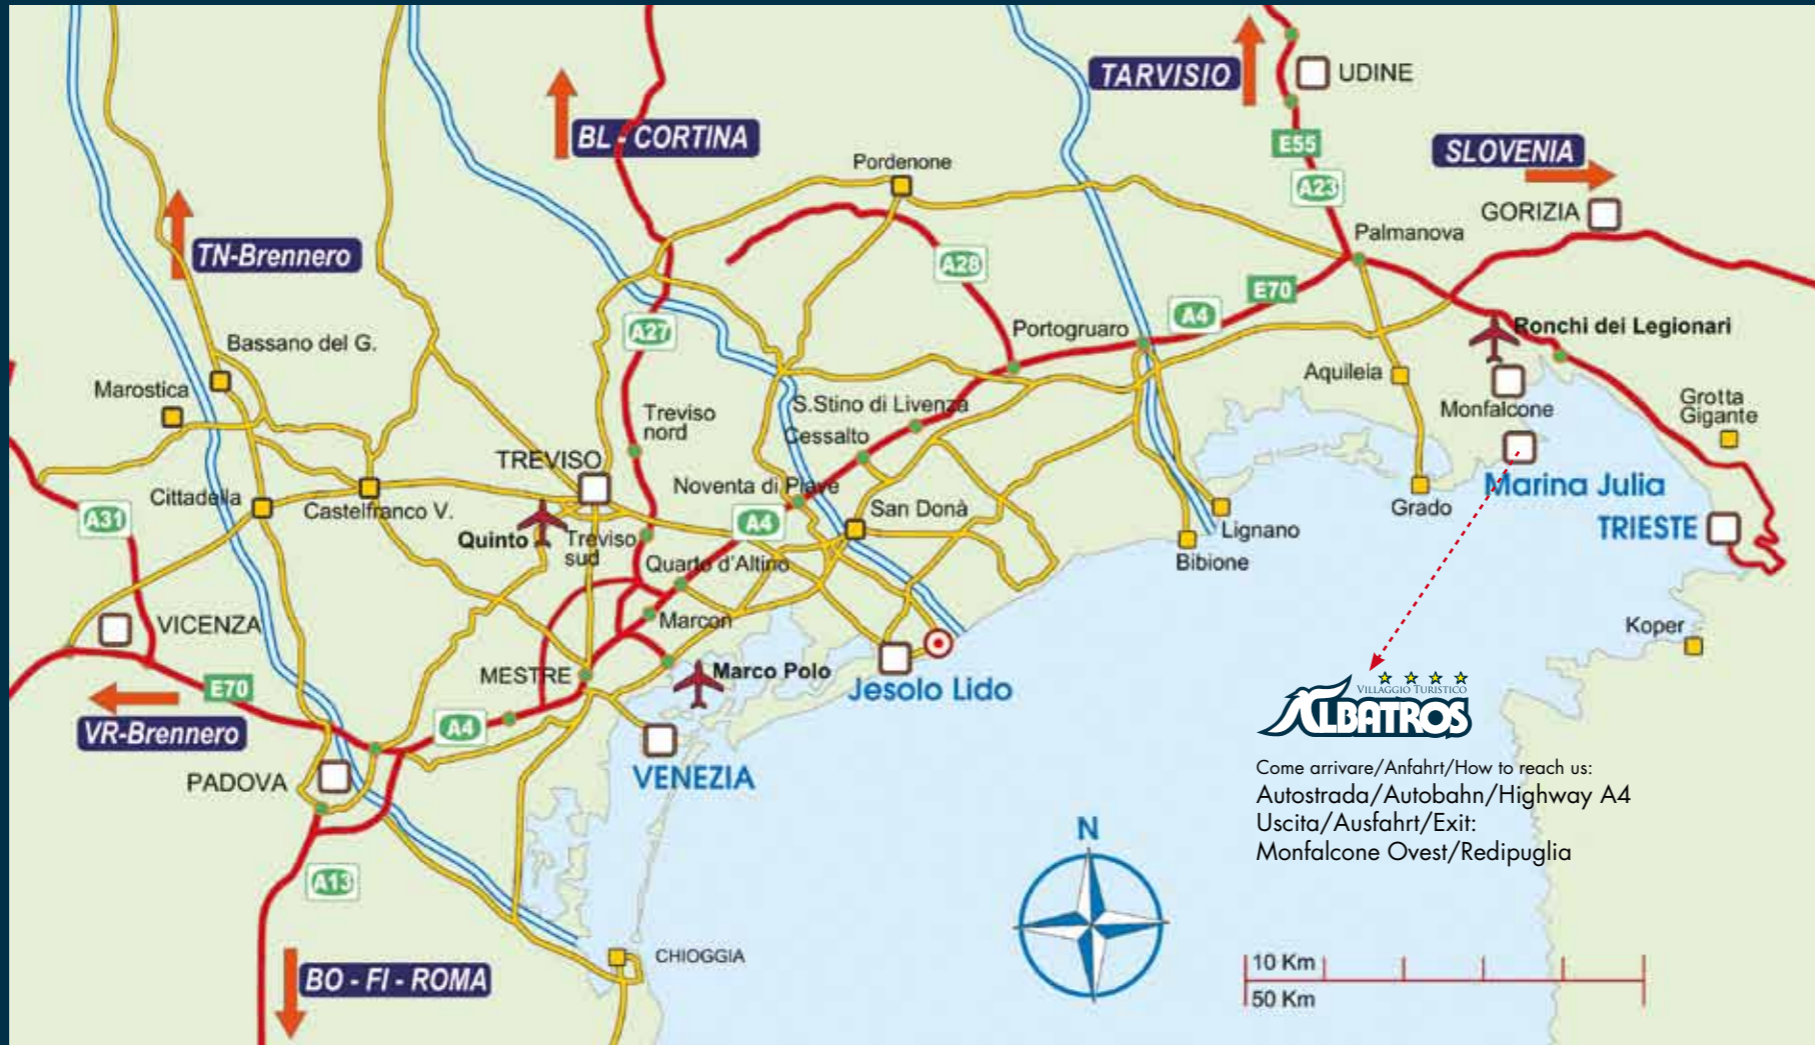 TARVISIO
UDINE
BL - CORTINA
E55
SLOVENIA
Pordenone
A23
GORIZIA
TN-Brennero
Palmanova
A28
E70
A4
A27
Portogruaro
Ronchi dei Legionari
Bassano del G.
Marostica
Aquileia
Monfalcone
Grotta
Gigante
Treviso
nord
S.Stino di Livenza
Cessalto
TREVISO
Noventa di Piave
Marina Julia
Cittadella
Castelfranco V.
San Donà
Grado
A31
A4
Lignano
TRIESTE
Quinto
Treviso
sud
Quarto d'Altino
Bibione
VICENZA
Marcon
Koper
MESTRE
Marco Polo
E70
Jesolo Lido
VILLAGGIO TURISTICO
ALBATROS
VR-Brennero
A4
PADOVA
VENEZIA
Come arrivare/Anfahrt/How to reach us:
Autostrada/Autobahn/Highway A4
Uscita/Ausfahrt/Exit:
Monfalcone Ovest/Redipuglia
N
A13
CHIOGGIA
BO - FI - ROMA
10 Km
50 Km